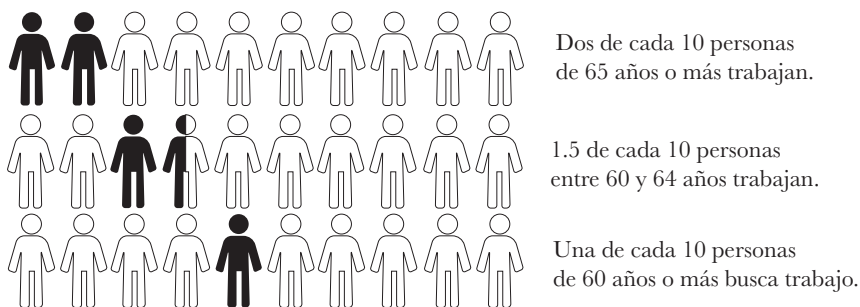 Dos de cada 10 personas
de 65 años o más trabajan.
1.5 de cada 10 personas
entre 60 y 64 años trabajan.
Una de cada 10 personas
de 60 años o más busca trabajo.